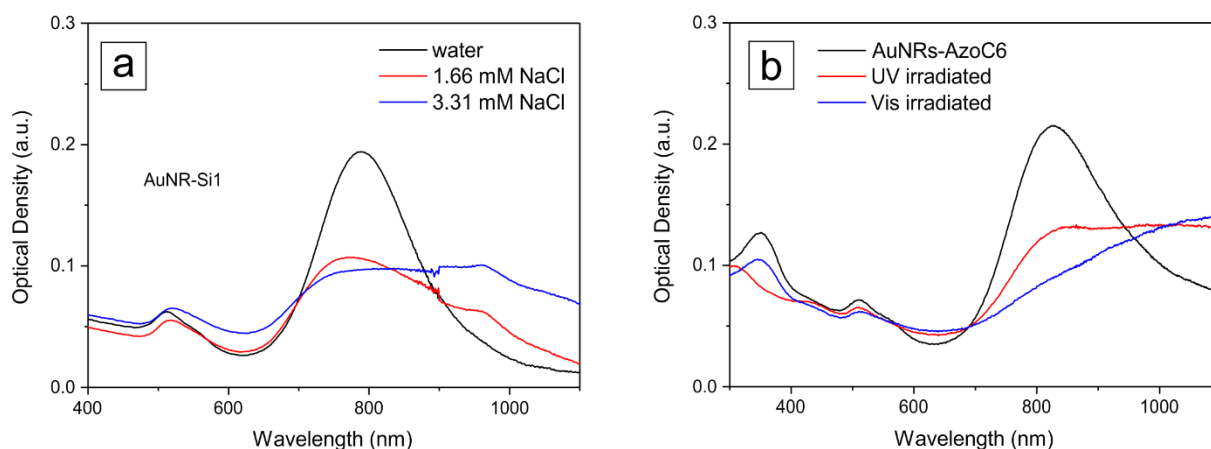 a
water
1.66 mM NaCl
3.31 mM NaCl
AuNR-Si1
Optical Density (a.u.)
0.3
0.2
0.1
0.0
400
600
800
1000
Wavelength (nm)
b
AuNRs-AzoC6
UV irradiated
Vis irradiated
Optical Density (a.u.)
0.3
0.2
0.1
0.0
400
600
800
1000
Wavelength (nm)